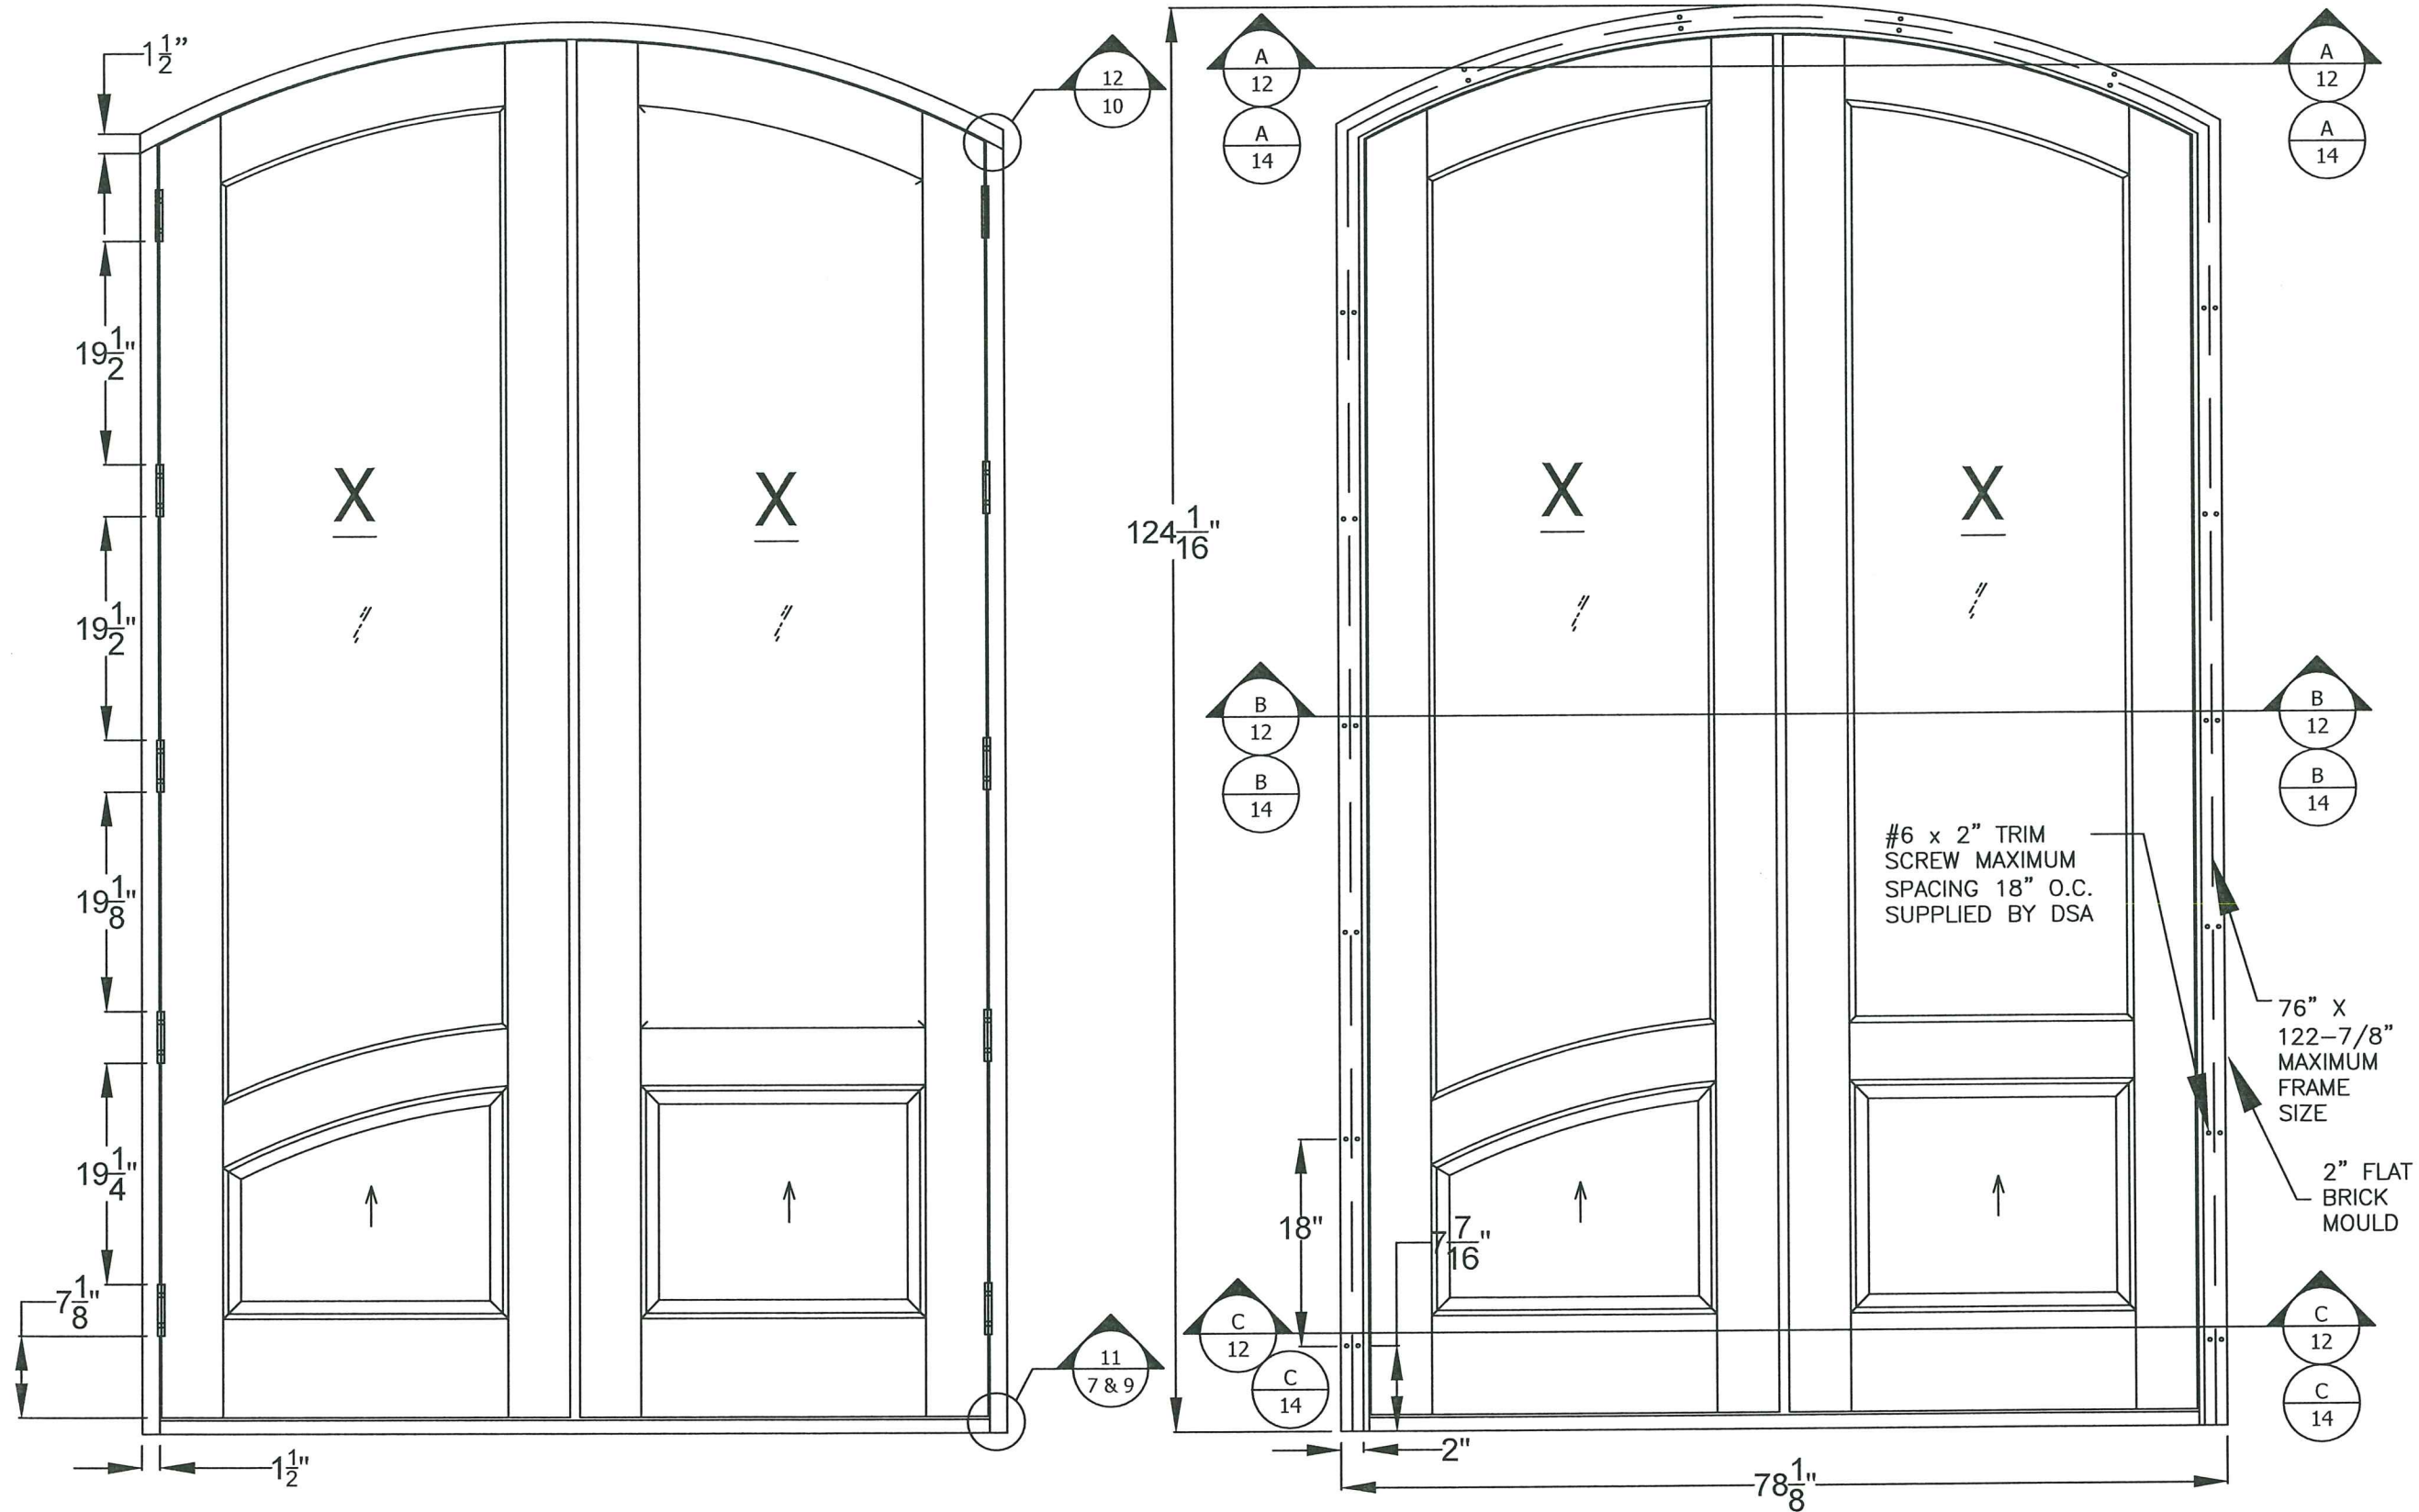 1 1/2"
19 1/2"
19 1/2"
19 1/8"
19 1/4"
7 1/8"
1 1/2"
X
X
12
10
11
7 & 9
124 1/16"
A
12
A
14
B
12
B
14
C
12
C
14
X
X
18"
7 7/16"
2"
78 1/8"
#6 x 2" TRIM
SCREW MAXIMUM
SPACING 18" O.C.
SUPPLIED BY DSA
A
12
A
14
B
12
B
14
76" X
122-7/8"
MAXIMUM
FRAME
SIZE
2" FLAT
BRICK
MOULD
C
12
C
14